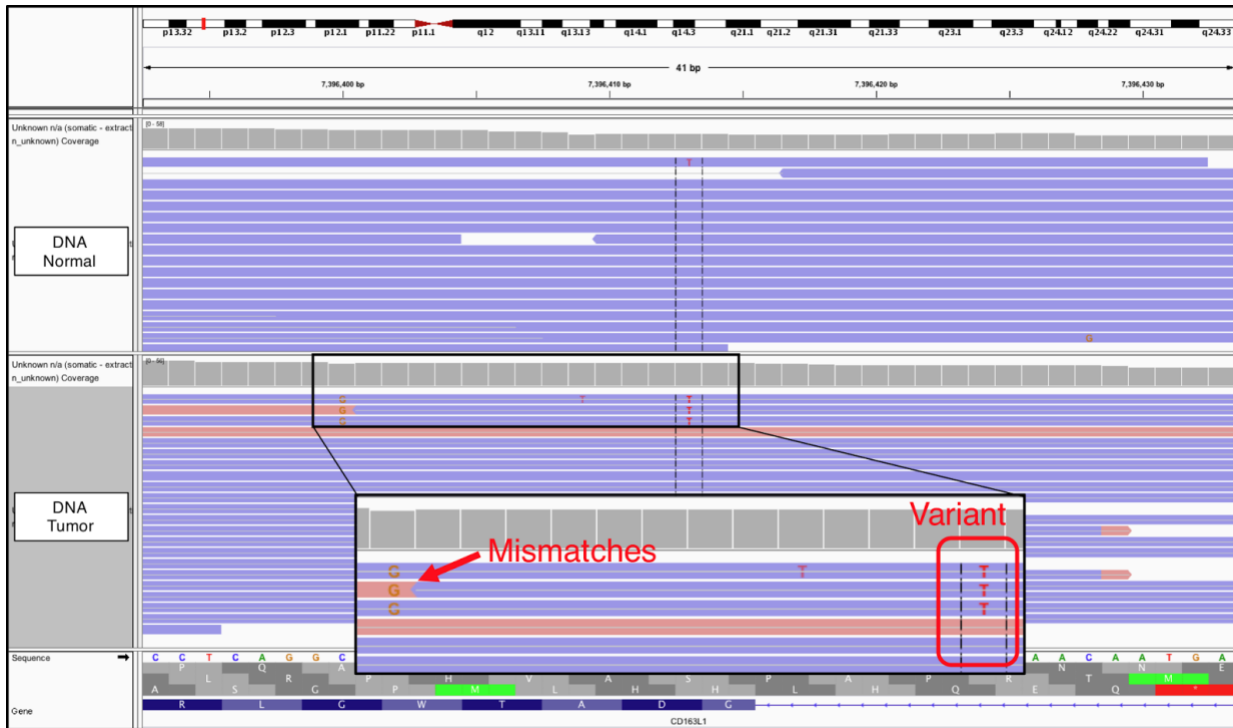 p13.32 p13.2 p12.3 p12.1 p11.22 p11.1 q12 q13.11 q13.13 q14.1 q14.3 q21.1 q21.2 q21.31 q21.33 q23.1 q23.3 q24.12 q24.22 q24.31 q24.33
41 bp
7,396,400 bp 7,396,410 bp 7,396,420 bp 7,396,430 bp
Unknown n/a (somatic - extract
n_unknown) Coverage
T
DNA
Normal
G
Unknown n/a (somatic - extract
n_unknown) Coverage
G T T
G T
G T
DNA
Tumor
Variant
Mismatches
G T T
G T
G T
Sequence C C T C A G G C A A C A A T G A
P Q A N N E
L R P H V A S P A P R T M
A S G P M L H H L H Q E Q *
Gene R L G W T A D G
CD163L1